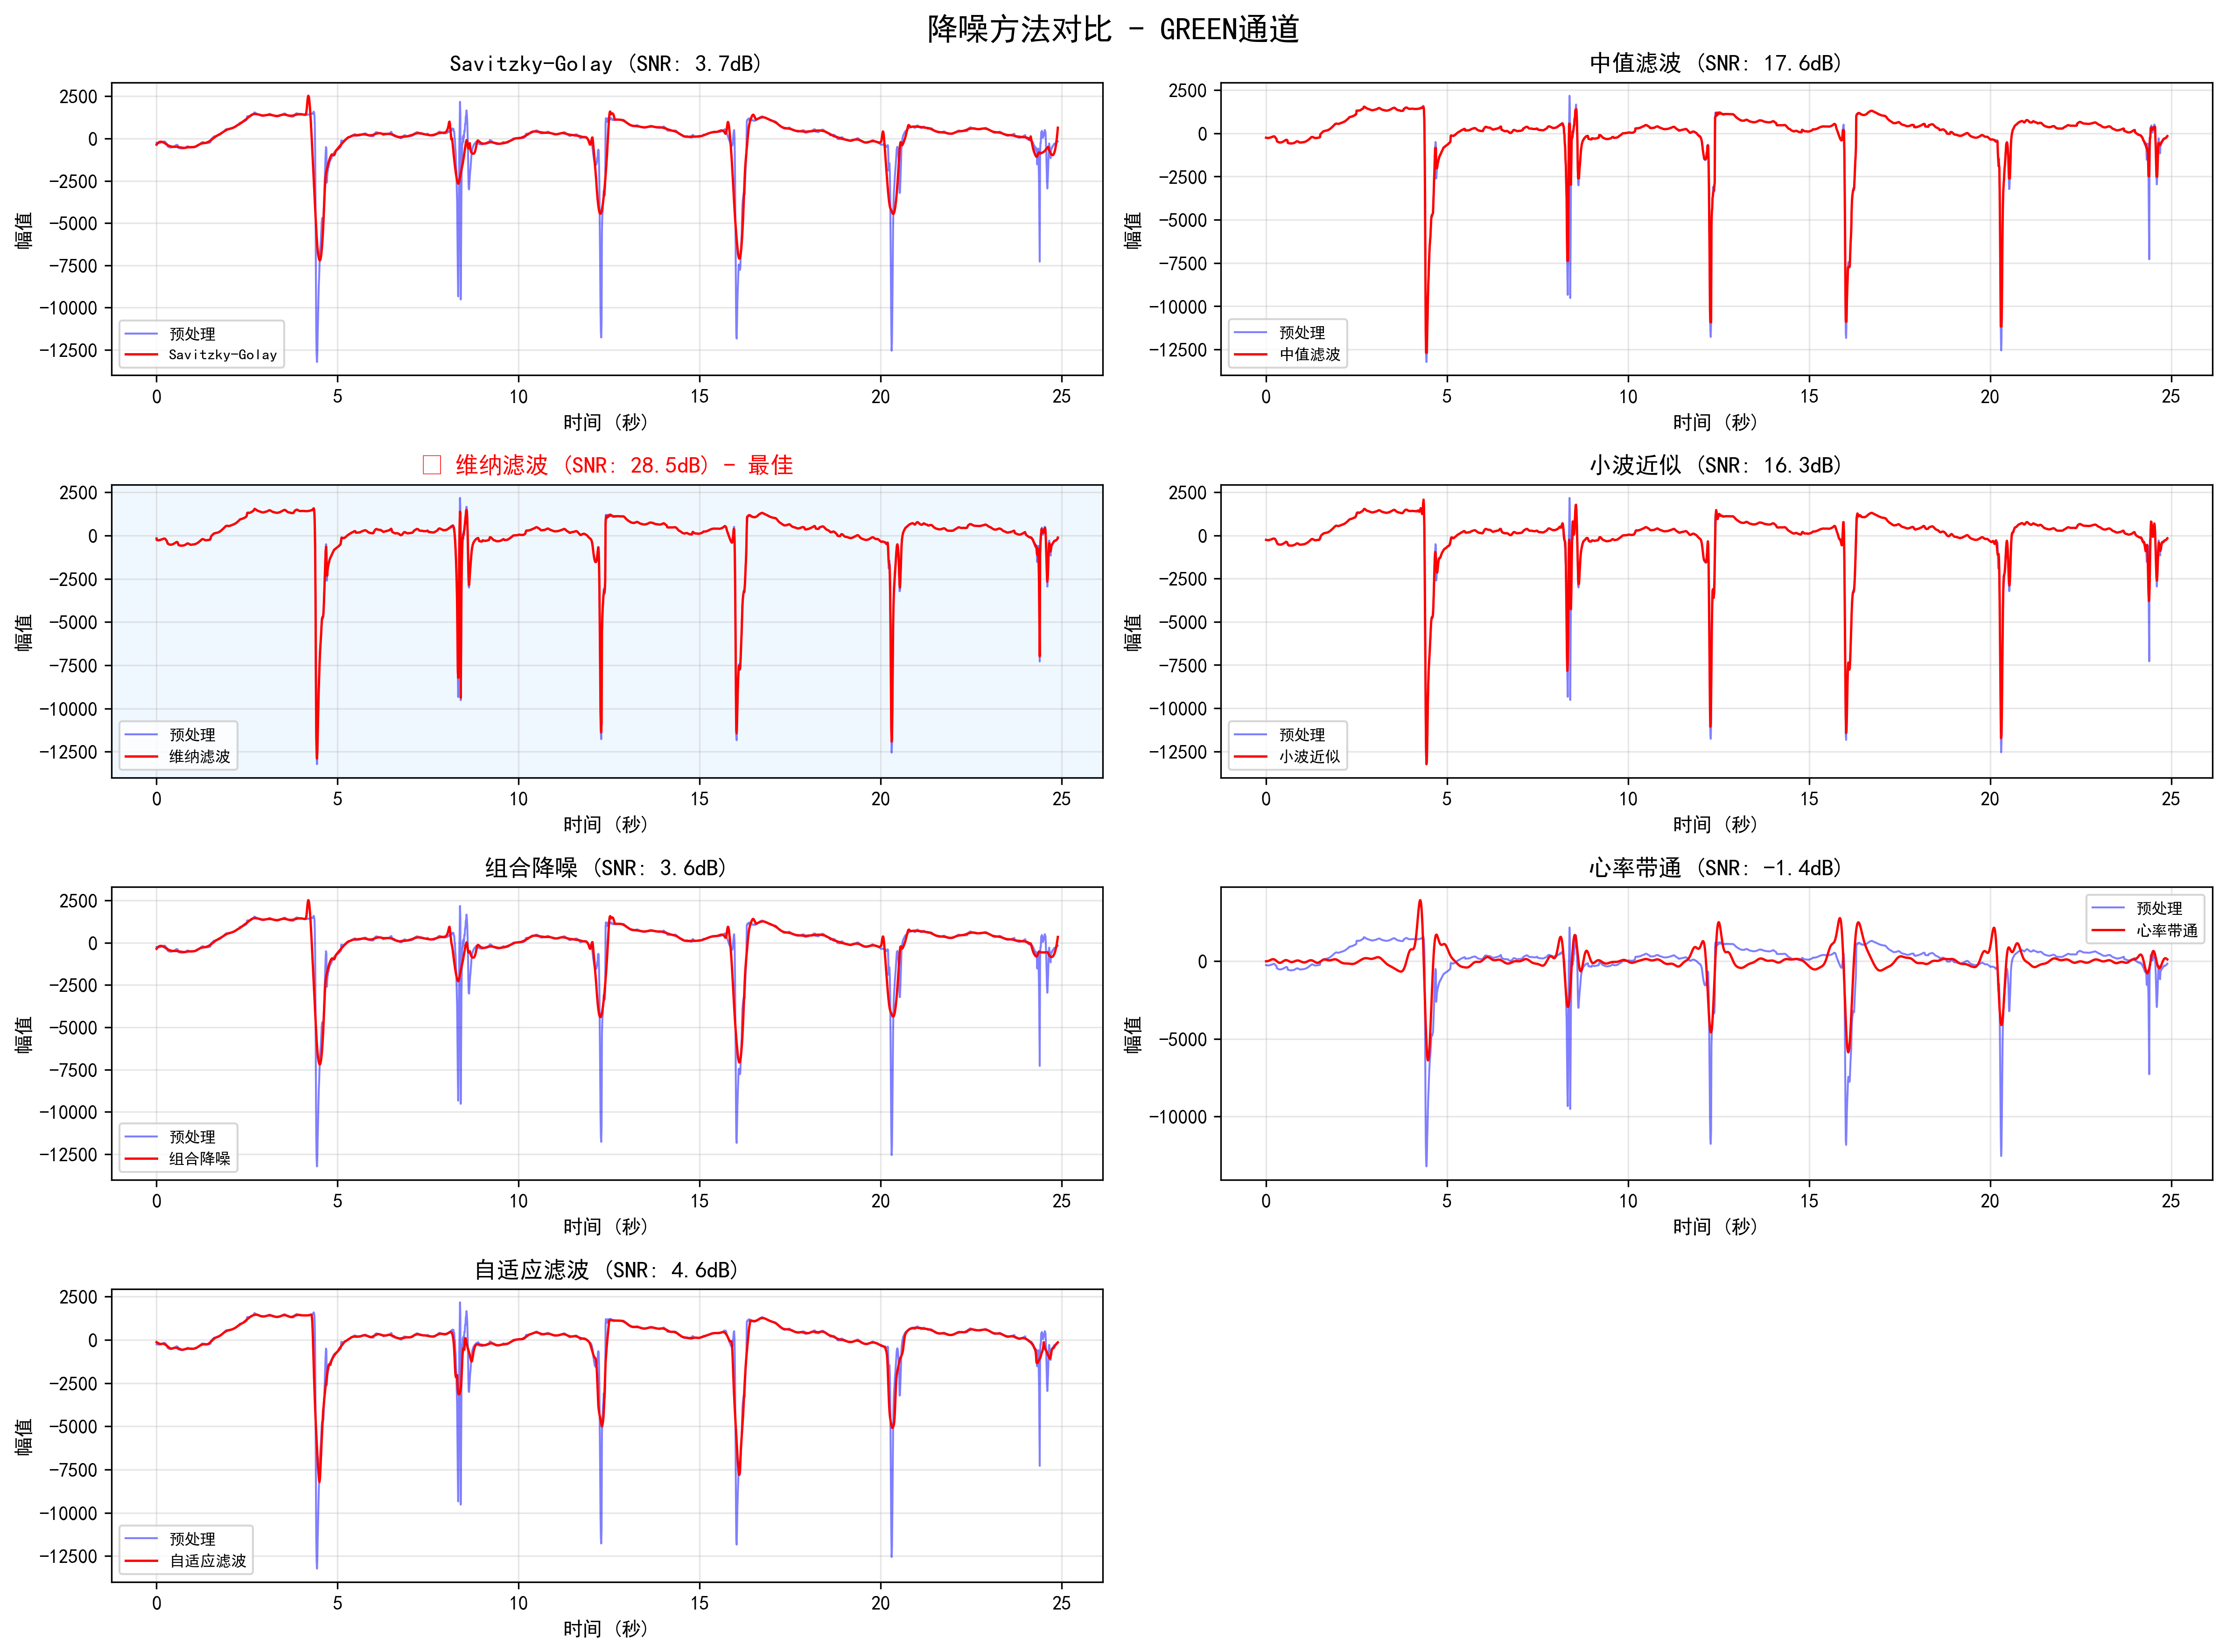 降噪方法对比 - GREEN通道
Savitzky-Golay (SNR: 3.7dB)
2500
0
−2500
−5000
−7500
−10000
−12500
幅值
预处理
Savitzky-Golay
0 5 10 15 20 25
时间 (秒)
中值滤波 (SNR: 17.6dB)
2500
0
−2500
−5000
−7500
−10000
−12500
幅值
预处理
中值滤波
0 5 10 15 20 25
时间 (秒)
□ 维纳滤波 (SNR: 28.5dB) - 最佳
2500
0
−2500
−5000
−7500
−10000
−12500
幅值
预处理
维纳滤波
0 5 10 15 20 25
时间 (秒)
小波近似 (SNR: 16.3dB)
2500
0
−2500
−5000
−7500
−10000
−12500
幅值
预处理
小波近似
0 5 10 15 20 25
时间 (秒)
组合降噪 (SNR: 3.6dB)
2500
0
−2500
−5000
−7500
−10000
−12500
幅值
预处理
组合降噪
0 5 10 15 20 25
时间 (秒)
心率带通 (SNR: -1.4dB)
0
−5000
−10000
幅值
预处理
心率带通
0 5 10 15 20 25
时间 (秒)
自适应滤波 (SNR: 4.6dB)
2500
0
−2500
−5000
−7500
−10000
−12500
幅值
预处理
自适应滤波
0 5 10 15 20 25
时间 (秒)